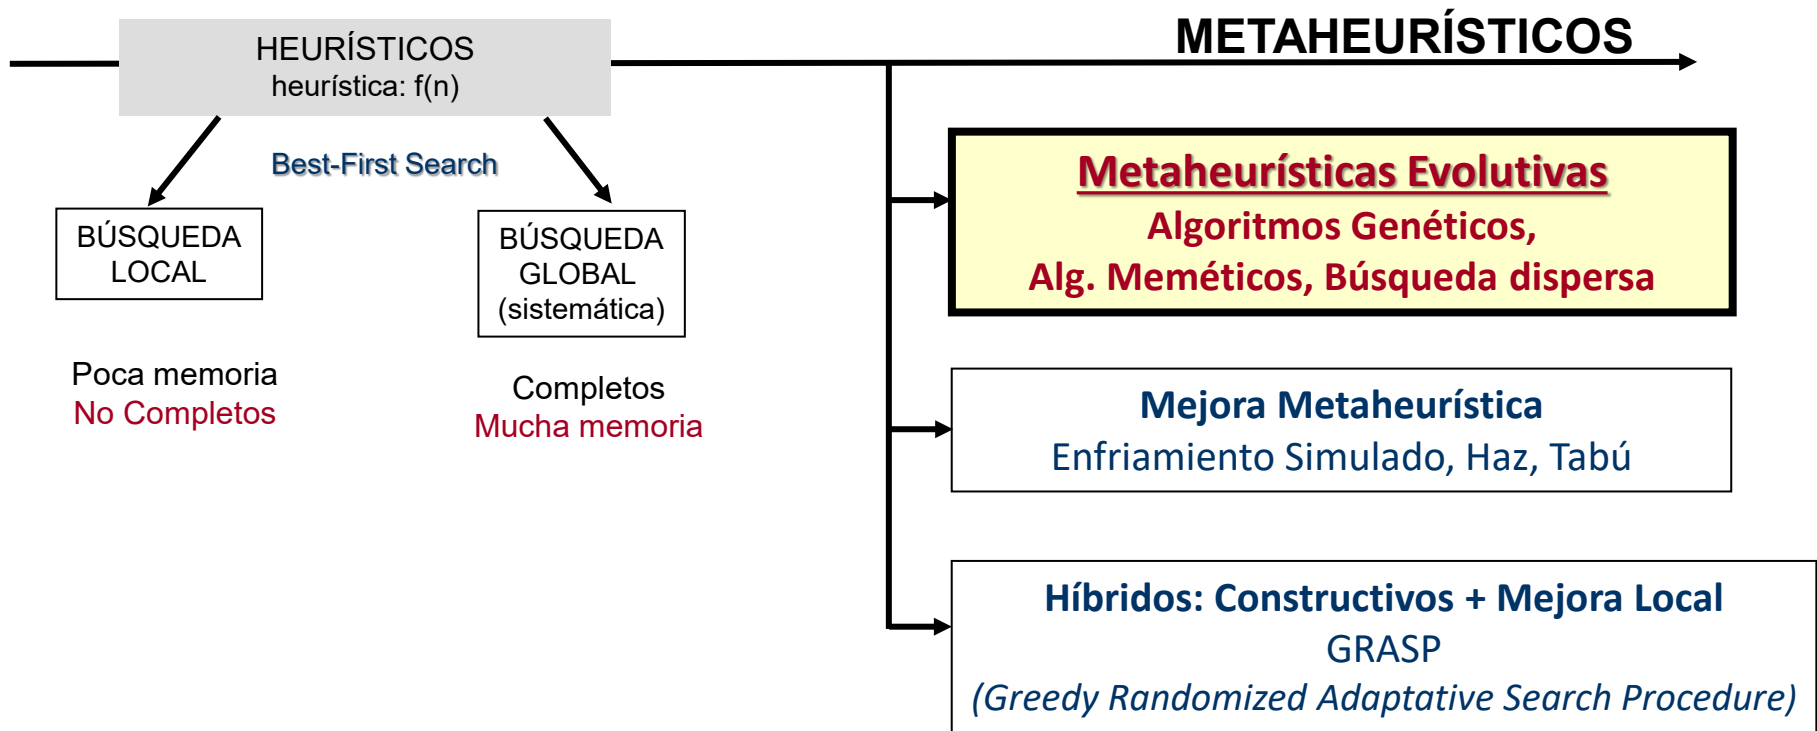 HEURÍSTICOS
heurística: f(n)
METAHEURÍSTICOS
Best-First Search
BÚSQUEDA
LOCAL
BÚSQUEDA
GLOBAL
(sistemática)
Poca memoria
No Completos
Completos
Mucha memoria
Metaheurísticas Evolutivas
Algoritmos Genéticos,
Alg. Meméticos, Búsqueda dispersa
Mejora Metaheurística
Enfriamiento Simulado, Haz, Tabú
Híbridos: Constructivos + Mejora Local
GRASP
(Greedy Randomized Adaptative Search Procedure)